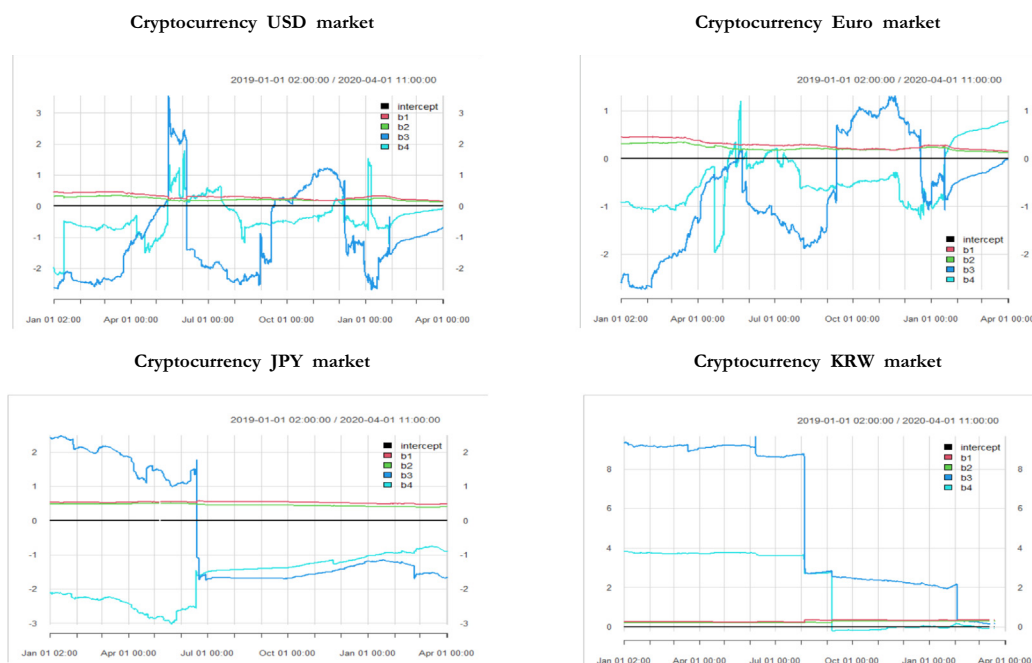 Cryptocurrency USD market
2019-01-01 02:00:00 / 2020-04-01 11:00:00
intercept
b1
b2
b3
b4
3 3
2 2
1 1
0 0
-1 -1
-2 -2
Jan 01 02:00 Apr 01 00:00 Jul 01 00:00 Oct 01 00:00 Jan 01 00:00 Apr 01 00:00
Cryptocurrency Euro market
2019-01-01 02:00:00 / 2020-04-01 11:00:00
1 1
0 0
-1 -1
-2 -2
intercept
b1
b2
b3
b4
Jan 01 02:00 Apr 01 00:00 Jul 01 00:00 Oct 01 00:00 Jan 01 00:00 Apr 01 00:00
Cryptocurrency JPY market
2019-01-01 02:00:00 / 2020-04-01 11:00:00
intercept
b1
b2
b3
b4
2 2
1 1
0 0
-1 -1
-2 -2
-3 -3
Jan 01 02:00 Apr 01 00:00 Jul 01 00:00 Oct 01 00:00 Jan 01 00:00 Apr 01 00:00
Cryptocurrency KRW market
2019-01-01 02:00:00 / 2020-04-01 11:00:00
intercept
b1
b2
b3
b4
8 8
6 6
4 4
2 2
0 0
Jan 01 02:00 Apr 01 00:00 Jul 01 00:00 Oct 01 00:00 Jan 01 00:00 Apr 01 00:00